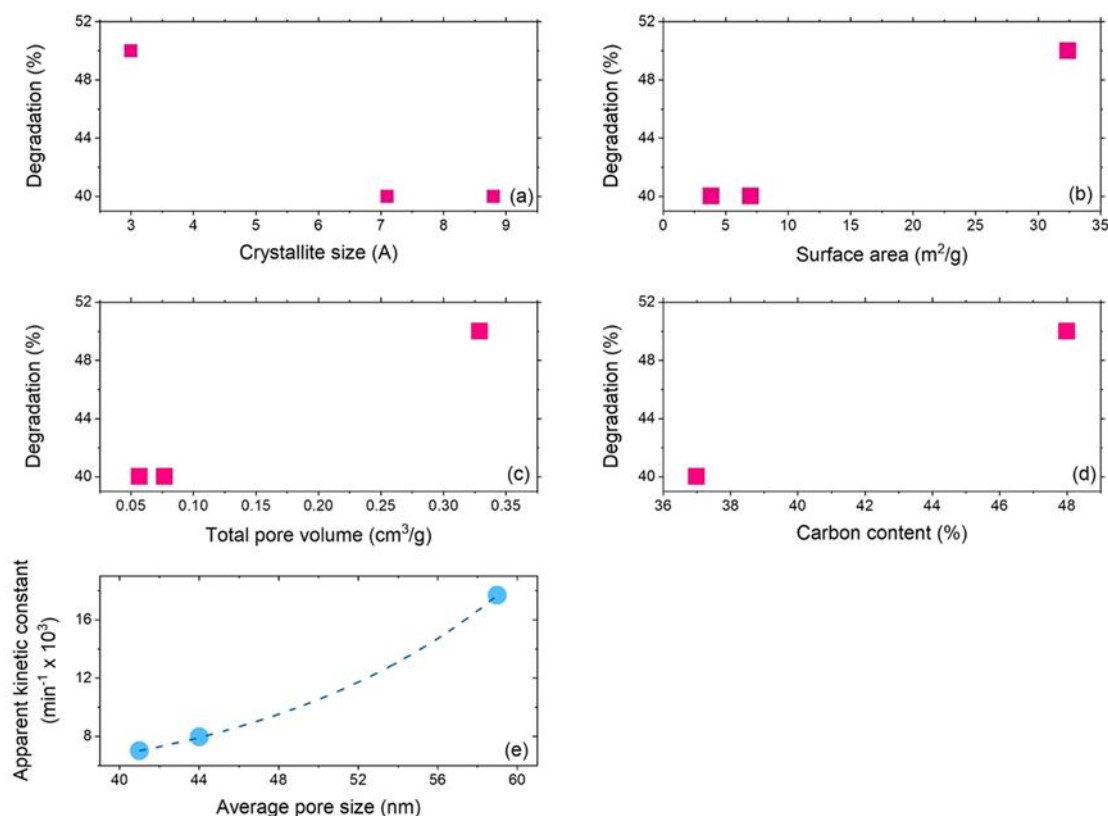 52
48
44
40
Degradation (%)
3 4 5 6 7 8 9
Crystallite size (A)
(a)
52
48
44
40
Degradation (%)
0 5 10 15 20 25 30 35
Surface area (m²/g)
(b)
52
48
44
40
Degradation (%)
0.05 0.10 0.15 0.20 0.25 0.30 0.35
Total pore volume (cm³/g)
(c)
52
48
44
40
Degradation (%)
36 38 40 42 44 46 48
Carbon content (%)
(d)
16
12
8
Apparent kinetic constant
(min⁻¹ x 10³)
40 44 48 52 56 60
Average pore size (nm)
(e)